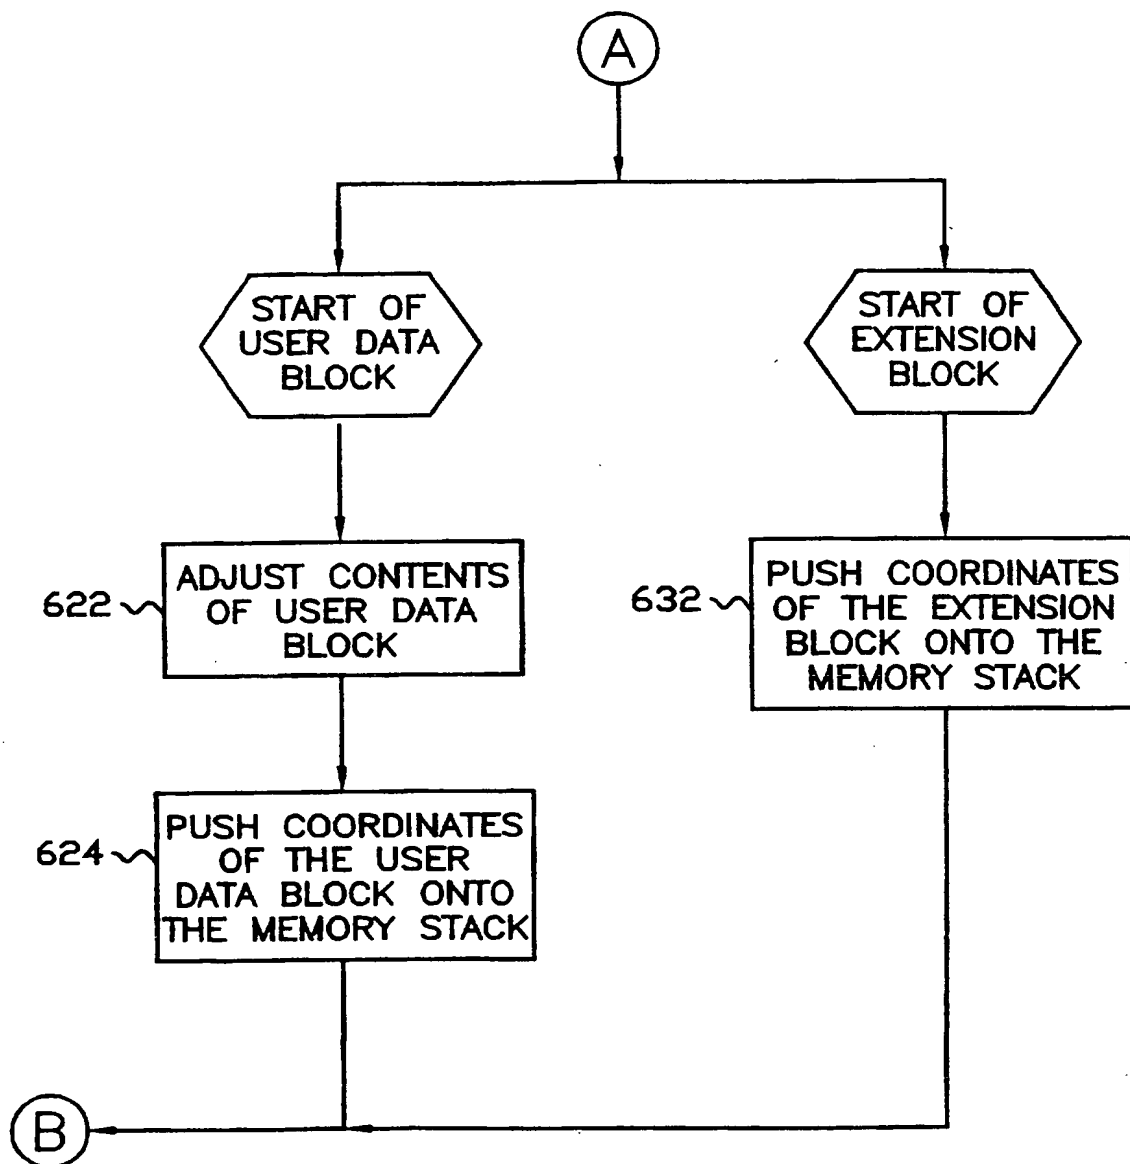 A
START OF
USER DATA
BLOCK
START OF
EXTENSION
BLOCK
622
ADJUST CONTENTS
OF USER DATA
BLOCK
632
PUSH COORDINATES
OF THE EXTENSION
BLOCK ONTO THE
MEMORY STACK
624
PUSH COORDINATES
OF THE USER
DATA BLOCK ONTO
THE MEMORY STACK
B